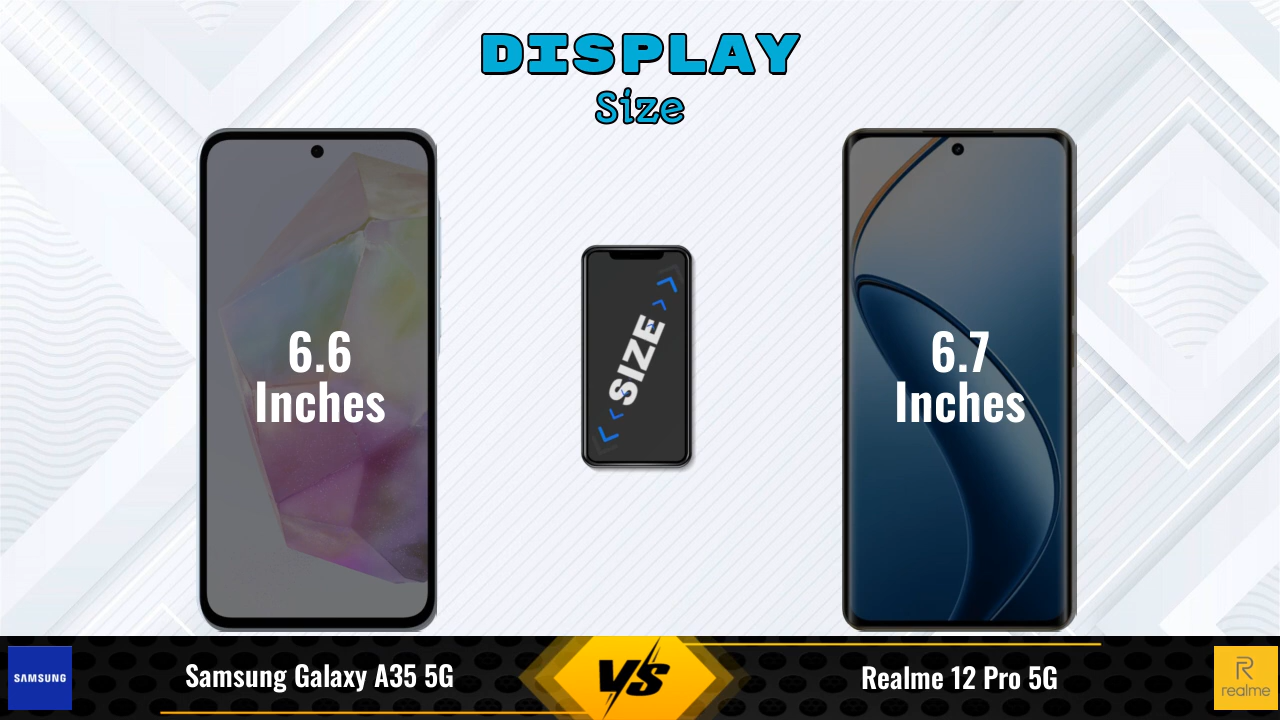 DISPLAY
Size
6.6
Inches
SIZE
6.7
Inches
SAMSUNG
Samsung Galaxy A35 5G
VS
Realme 12 Pro 5G
R
realme